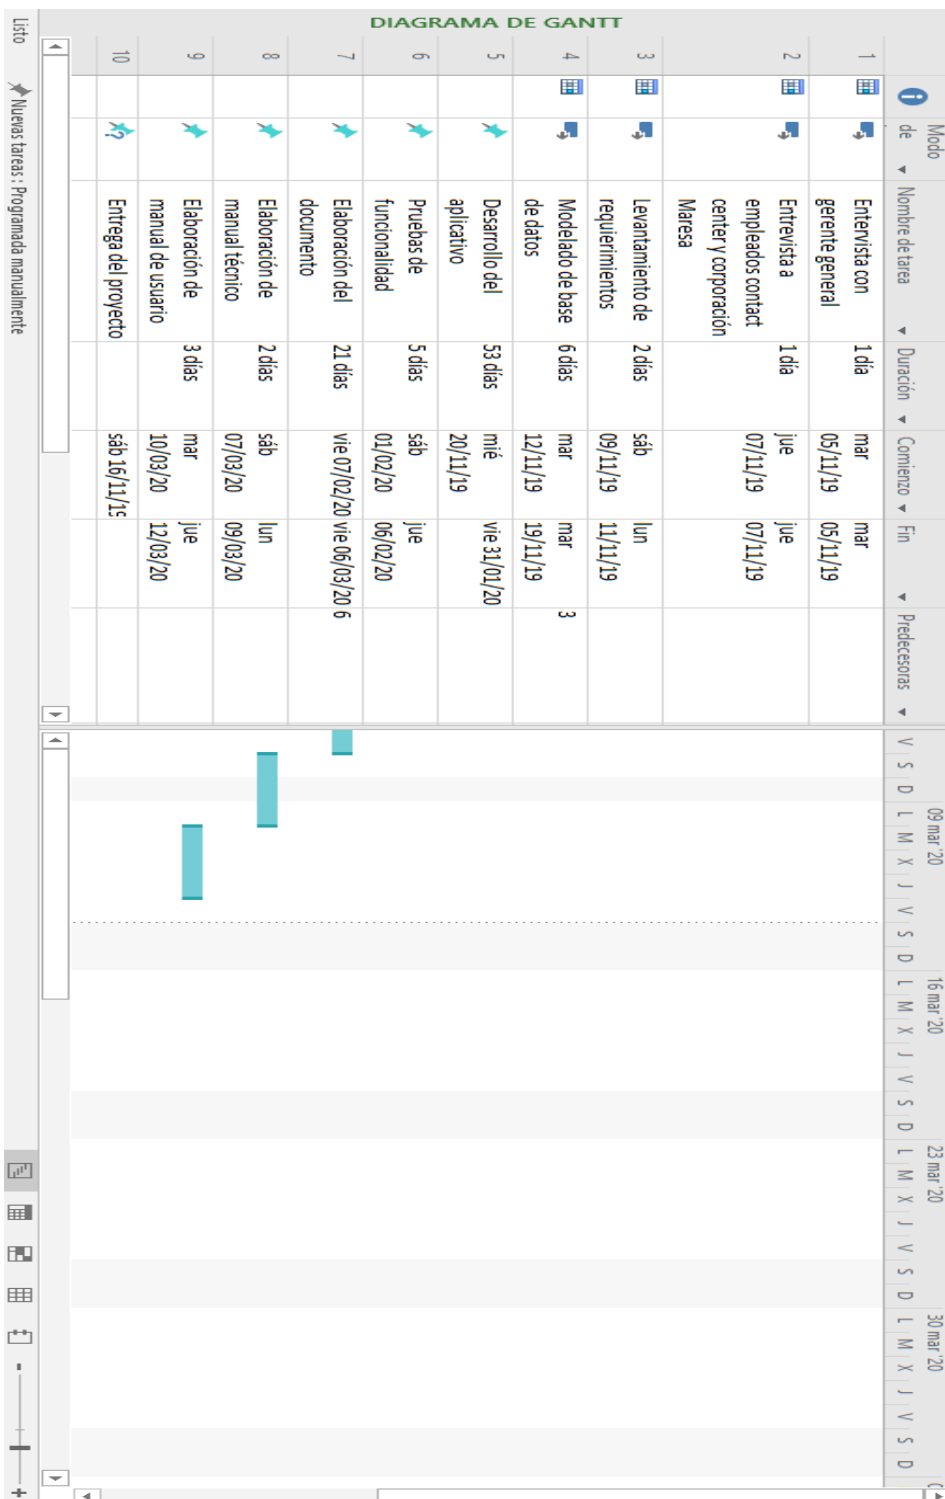 Modo
de
Nombre de tarea
Duración
Comienzo
Fin
Predecesoras
09 mar '20
16 mar '20
23 mar '20
30 mar '20
V S D L M X J V S D L M X J V S D L M X J V S D L M X J V S D
1
Entervista con
gerente general
1 día
mar
05/11/19
mar
05/11/19
2
Entrevista a
empleados contact
center y corporación
Maresa
1 día
jue
07/11/19
jue
07/11/19
3
Levantamiento de
requierimientos
2 días
sáb
09/11/19
lun
11/11/19
4
Modelado de base
de datos
6 días
mar
12/11/19
mar
19/11/19
3
5
Desarrollo del
aplicativo
53 días
mié
20/11/19
vie 31/01/20
6
Pruebas de
funcionalidad
5 días
sáb
01/02/20
jue
06/02/20
7
Elaboración del
documento
21 días
vie 07/02/20
vie 06/03/20
6
8
Elaboración de
manual técnico
2 días
sáb
07/03/20
lun
09/03/20
9
Elaboración de
manual de usuario
3 días
mar
10/03/20
jue
12/03/20
10
Entrega del proyecto
sáb 16/11/19
DIAGRAMA DE GANTT
Listo
Nuevas tareas : Programada manualmente